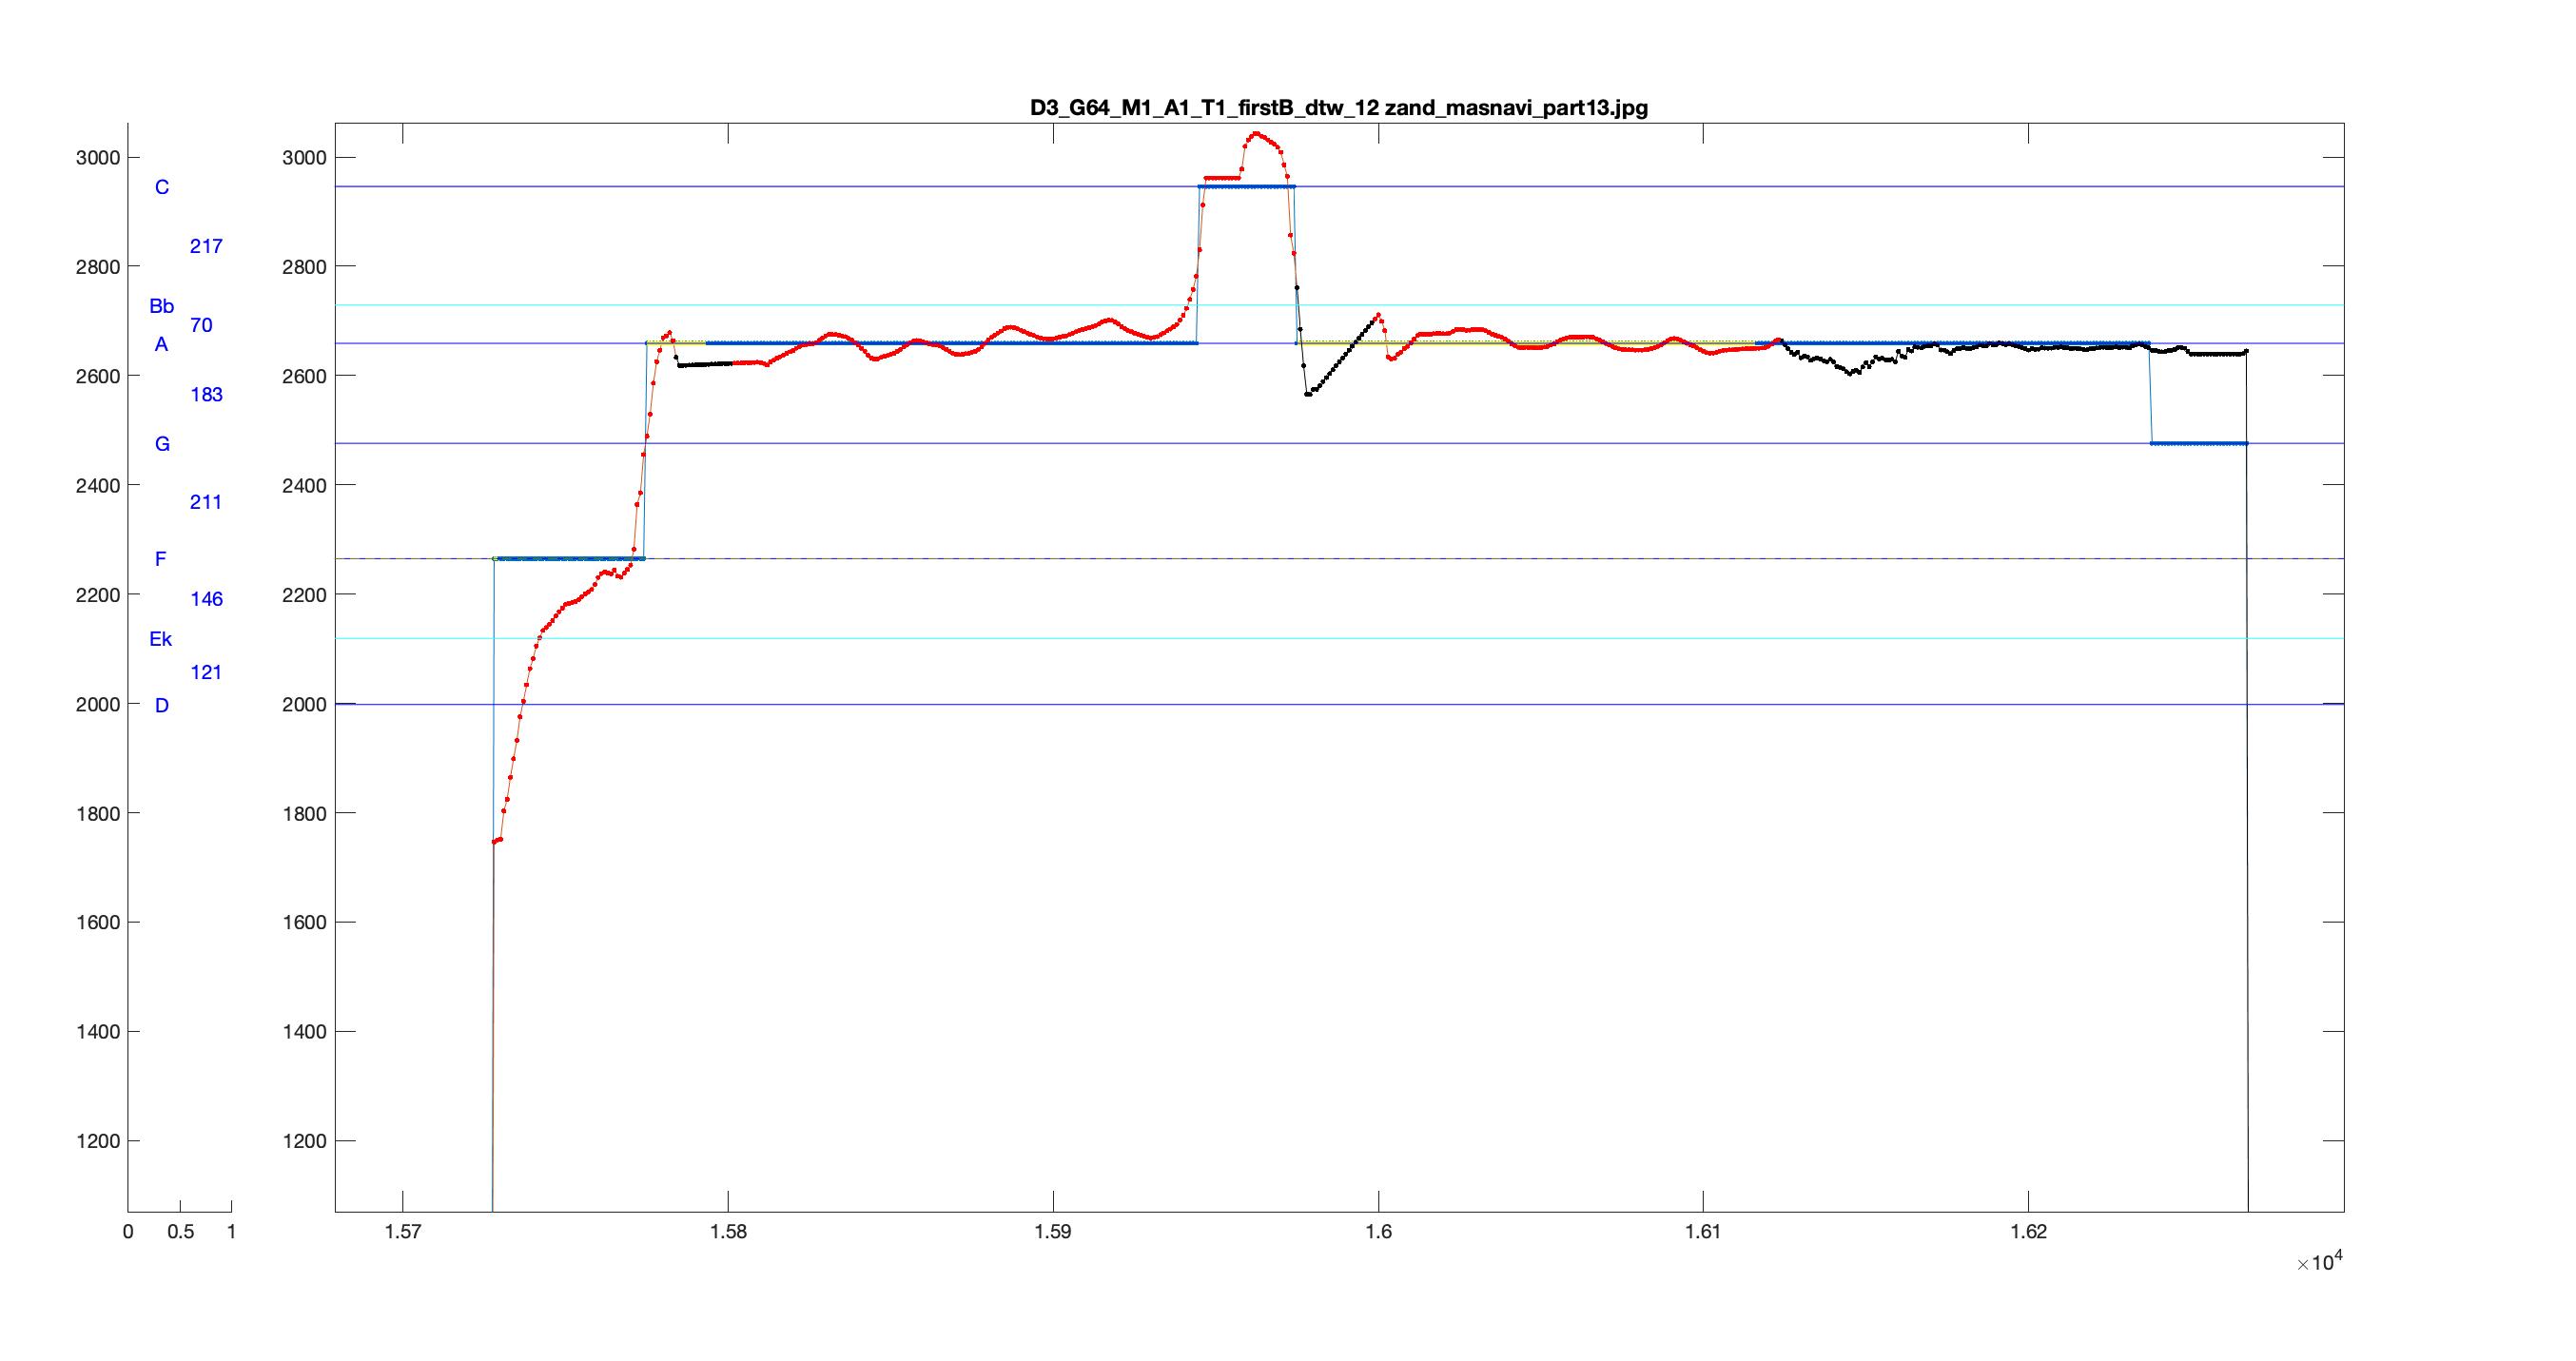 D3_G64_M1_A1_T1_firstB_dtw_12 zand_masnavi_part13.jpg
3000 3000
C
217
2800 2800
Bb
70
A
2600 2600
183
G
2400 2400
211
F
2200 2200
146
Ek
121
2000 D 2000
1800 1800
1600 1600
1400 1400
1200 1200
0 0.5 1 1.57 1.58 1.59 1.6 1.61 1.62
×10^4